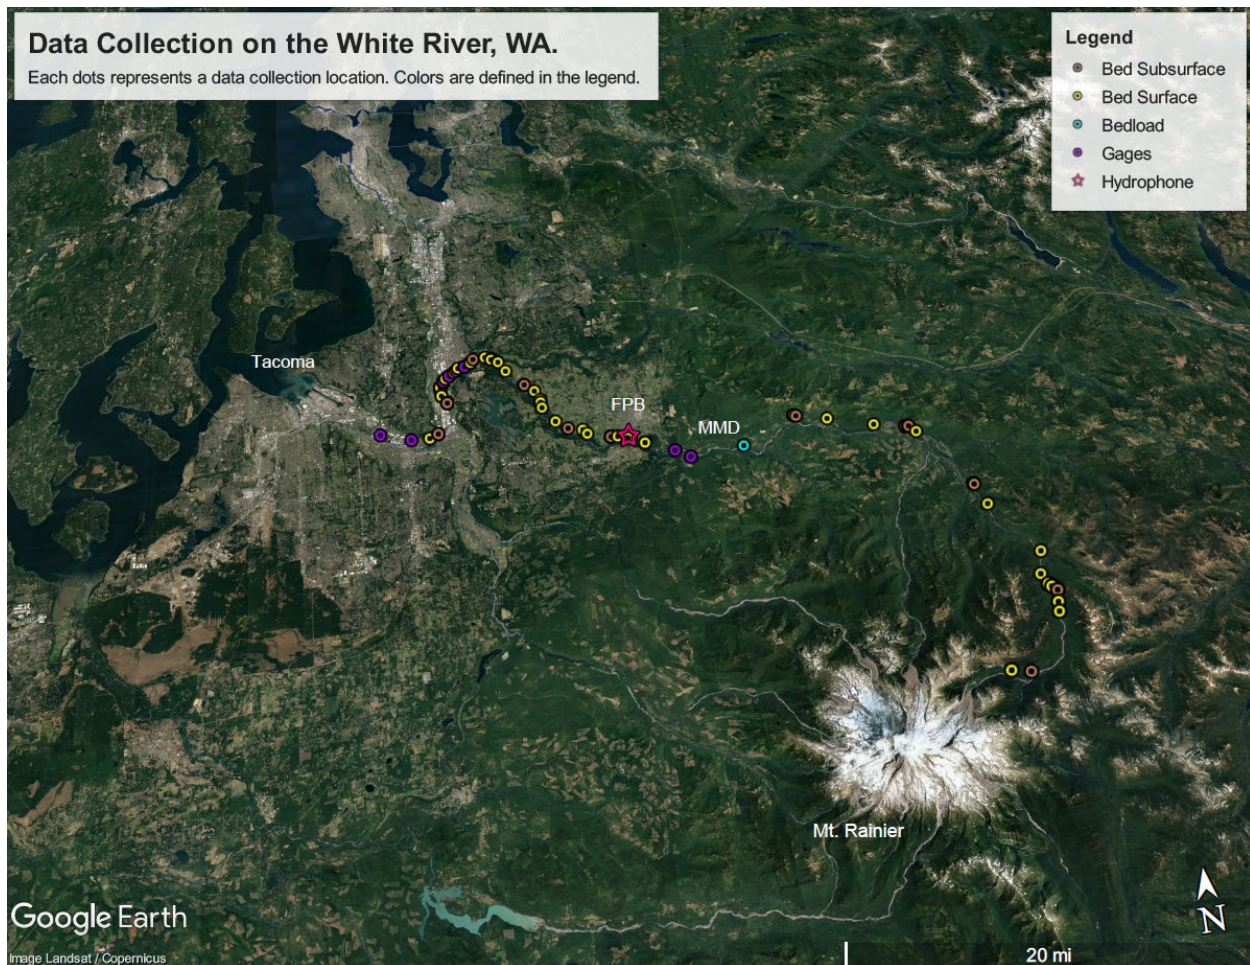 Data Collection on the White River, WA.
Each dots represents a data collection location. Colors are defined in the legend.
Legend
Bed Subsurface
Bed Surface
Bedload
Gages
Hydrophone
Tacoma
FPB
MMD
Mt. Rainier
N
Google Earth
20 mi
Image Landsat / Copernicus